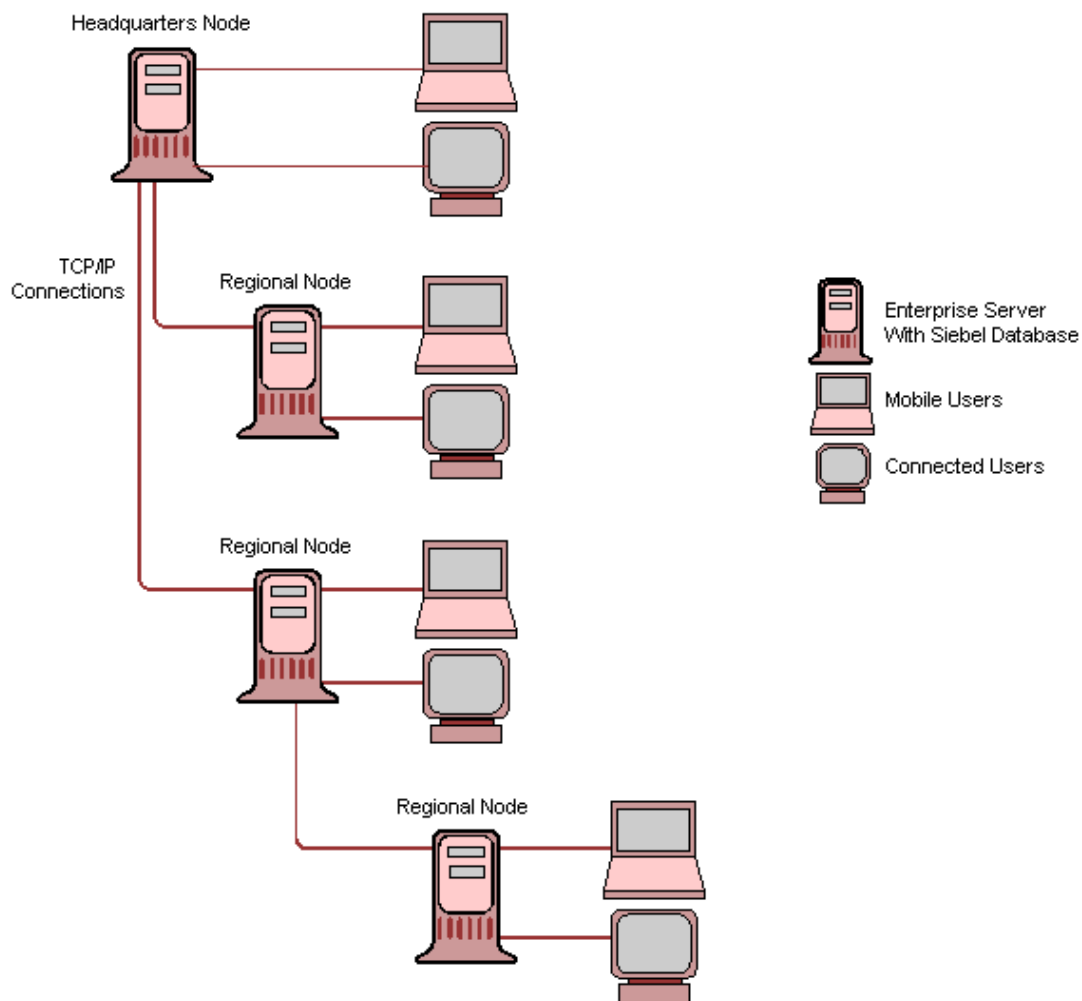 Headquarters Node
TCP/IP
Connections
Regional Node
Enterprise Server
With Siebel Database
Mobile Users
Connected Users
Regional Node
Regional Node